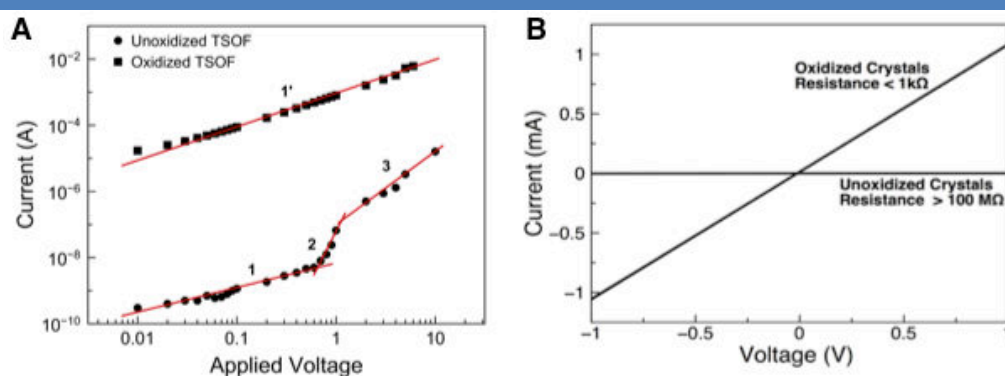 A
Unoxidized TSOF
Oxidized TSOF
Current (A)
10⁻²
10⁻⁴
10⁻⁶
10⁻⁸
10⁻¹⁰
1'
1
2
3
0.01
0.1
1
10
Applied Voltage
B
Current (mA)
1
0.5
0
−0.5
−1
Oxidized Crystals
Resistance < 1kΩ
Unoxidized Crystals
Resistance > 100 MΩ
−1
−0.5
0
0.5
Voltage (V)